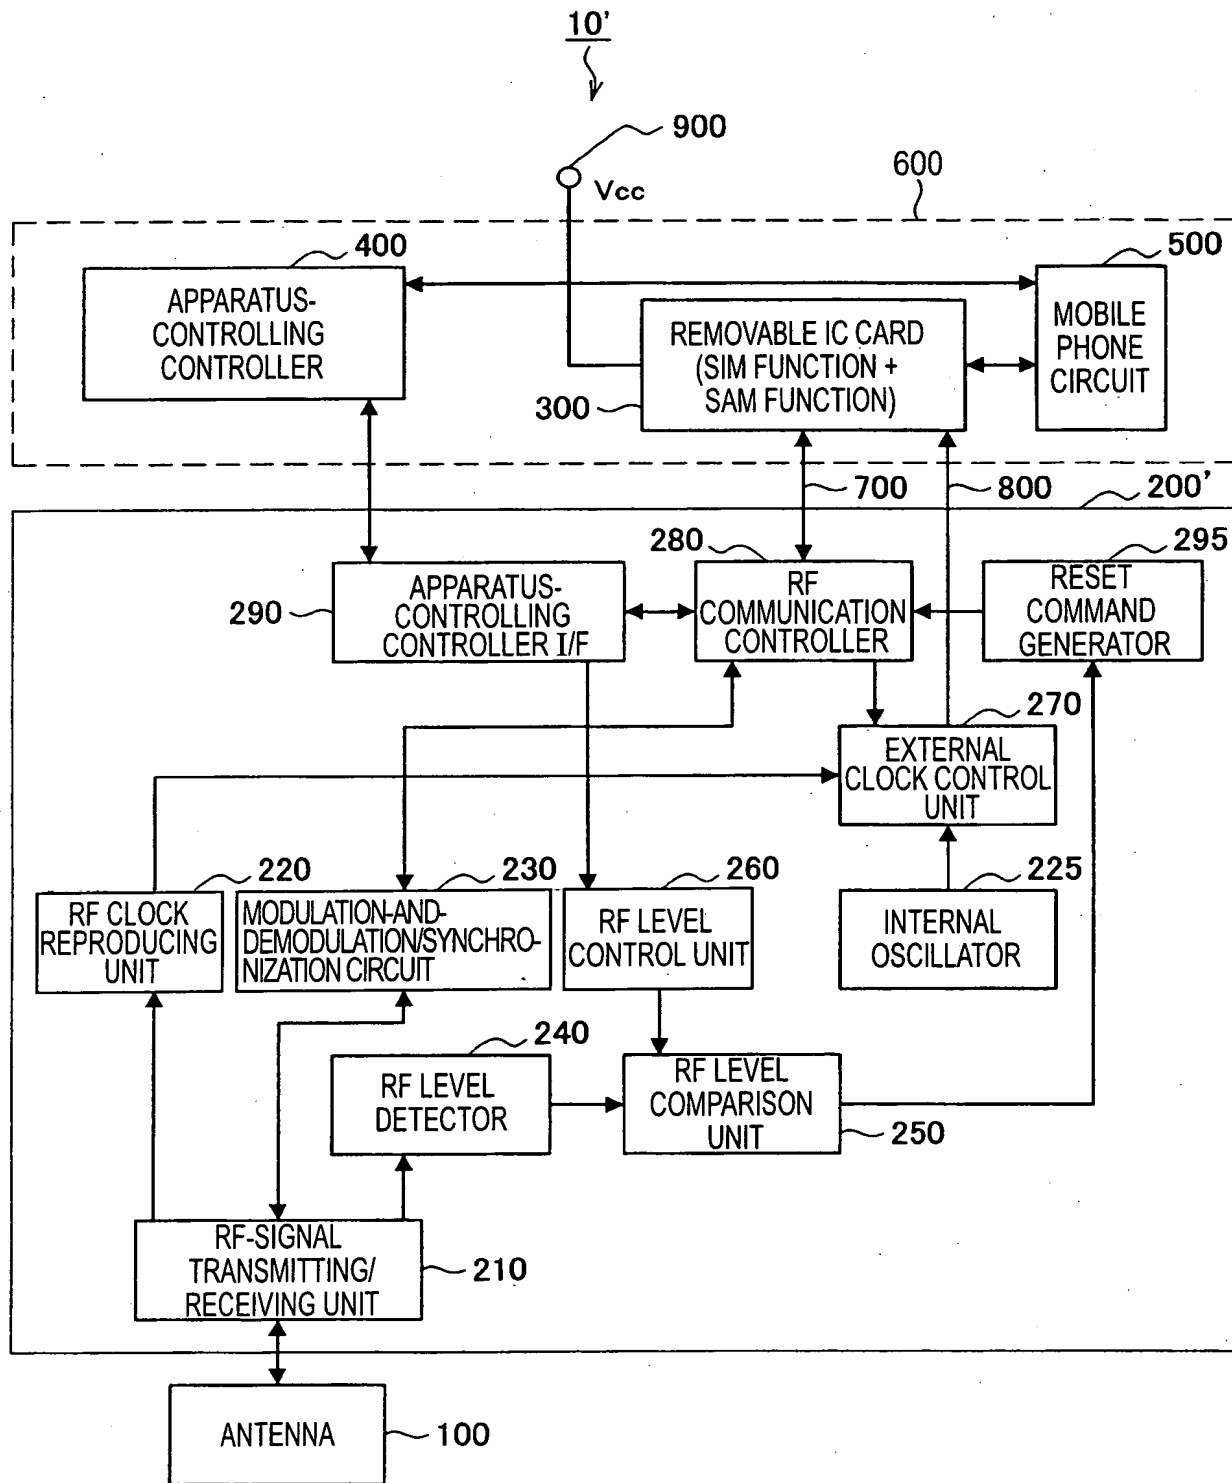 10'
900
Vcc
600
400
500
APPARATUS-
CONTROLLING
CONTROLLER
REMOVABLE IC CARD
(SIM FUNCTION +
SAM FUNCTION)
300
MOBILE
PHONE
CIRCUIT
700
800
200'
280
295
290
APPARATUS-
CONTROLLING
CONTROLLER I/F
RF
COMMUNICATION
CONTROLLER
RESET
COMMAND
GENERATOR
270
EXTERNAL
CLOCK CONTROL
UNIT
220
230
260
225
RF CLOCK
REPRODUCING
UNIT
MODULATION-AND-
DEMODULATION/SYNCHRO-
NIZATION CIRCUIT
RF LEVEL
CONTROL UNIT
INTERNAL
OSCILLATOR
240
RF LEVEL
DETECTOR
RF LEVEL
COMPARISON
UNIT
250
RF-SIGNAL
TRANSMITTING/
RECEIVING UNIT
210
ANTENNA
100